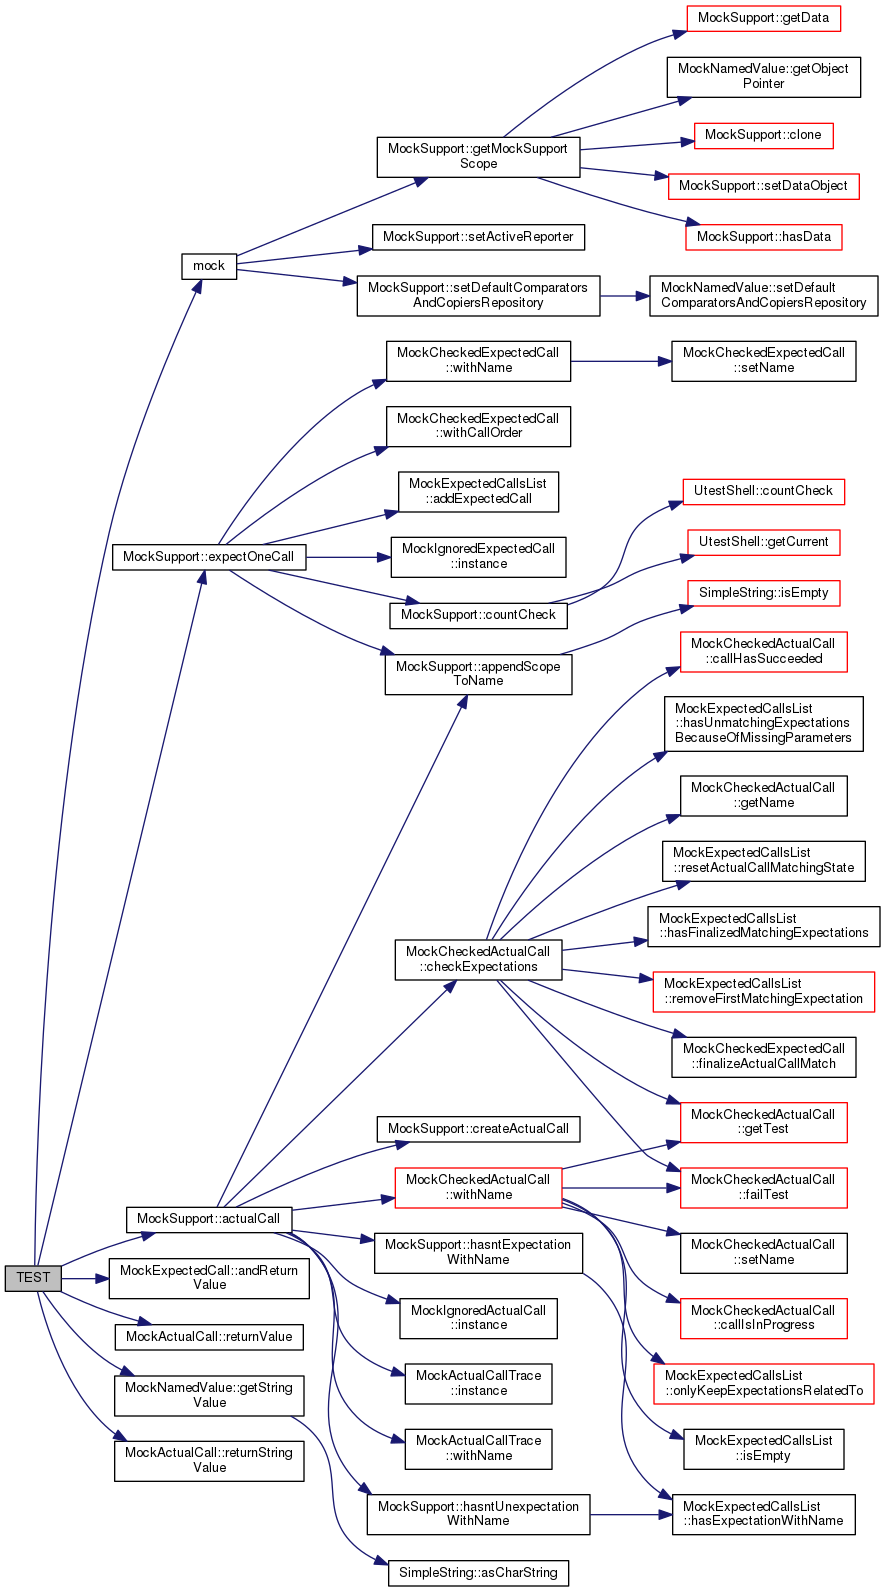 MockSupport::getData
MockNamedValue::getObject
Pointer
MockSupport::getMockSupport
Scope
MockSupport::clone
MockSupport::setDataObject
MockSupport::setActiveReporter
MockSupport::hasData
mock
MockSupport::setDefaultComparators
AndCopiersRepository
MockNamedValue::setDefault
ComparatorsAndCopiersRepository
MockCheckedExpectedCall
::withName
MockCheckedExpectedCall
::setName
MockCheckedExpectedCall
::withCallOrder
MockExpectedCallsList
::addExpectedCall
UtestShell::countCheck
MockSupport::expectOneCall
MockIgnoredExpectedCall
::instance
UtestShell::getCurrent
MockSupport::countCheck
SimpleString::isEmpty
MockSupport::appendScope
ToName
MockCheckedActualCall
::callHasSucceeded
MockExpectedCallsList
::hasUnmatchingExpectations
BecauseOfMissingParameters
MockCheckedActualCall
::getName
MockExpectedCallsList
::resetActualCallMatchingState
MockExpectedCallsList
::hasFinalizedMatchingExpectations
MockCheckedActualCall
::checkExpectations
MockExpectedCallsList
::removeFirstMatchingExpectation
MockCheckedExpectedCall
::finalizeActualCallMatch
MockCheckedActualCall
::getTest
MockSupport::createActualCall
MockCheckedActualCall
::withName
MockCheckedActualCall
::failTest
MockSupport::actualCall
MockSupport::hasntExpectation
WithName
MockCheckedActualCall
::setName
TEST
MockExpectedCall::andReturn
Value
MockIgnoredActualCall
::instance
MockCheckedActualCall
::callIsInProgress
MockActualCall::returnValue
MockActualCallTrace
::instance
MockExpectedCallsList
::onlyKeepExpectationsRelatedTo
MockNamedValue::getString
Value
MockActualCallTrace
::withName
MockExpectedCallsList
::isEmpty
MockActualCall::returnString
Value
MockSupport::hasntUnexpectation
WithName
MockExpectedCallsList
::hasExpectationWithName
SimpleString::asCharString